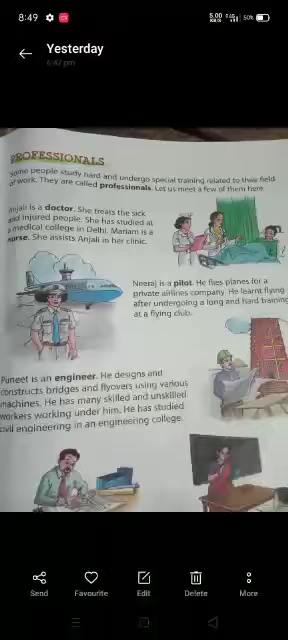 8:49
5.00
KB/S
50%
Yesterday
6:42 pm
PROFESSIONALS
Some people study hard and undergo special training related to their field
of work. They are called professionals. Let us meet a few of them here.
Anjali is a doctor. She treats the sick
and injured people. She has studied at
a medical college in Delhi. Mariam is a
nurse. She assists Anjali in her clinic.
Neeraj is a pilot. He flies planes for a
private airlines company. He learnt flying
after undergoing a long and hard training
at a flying club.
Puneet is an engineer. He designs and
constructs bridges and flyovers using various
machines. He has many skilled and unskilled
workers working under him. He has studied
civil engineering in an engineering college.
Send
Favourite
Edit
Delete
More